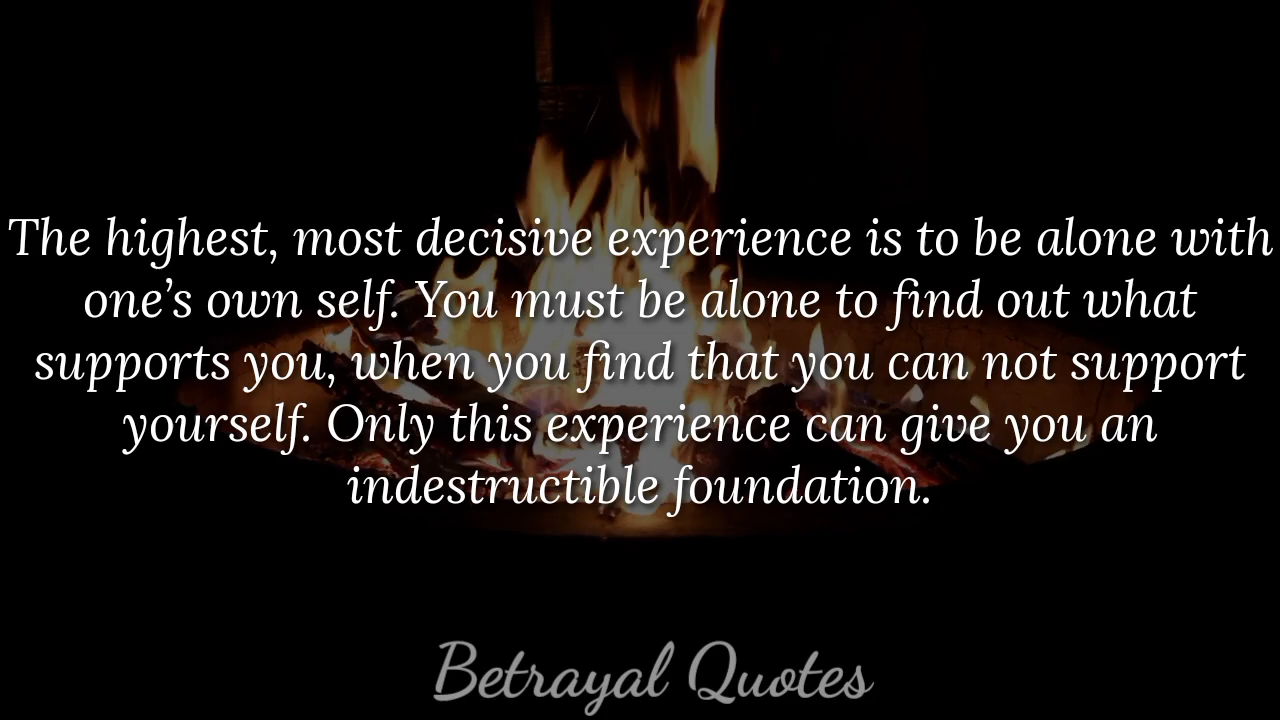 The highest, most decisive experience is to be alone with
one’s own self. You must be alone to find out what
supports you, when you find that you can not support
yourself. Only this experience can give you an
indestructible foundation.
Betrayal Quotes